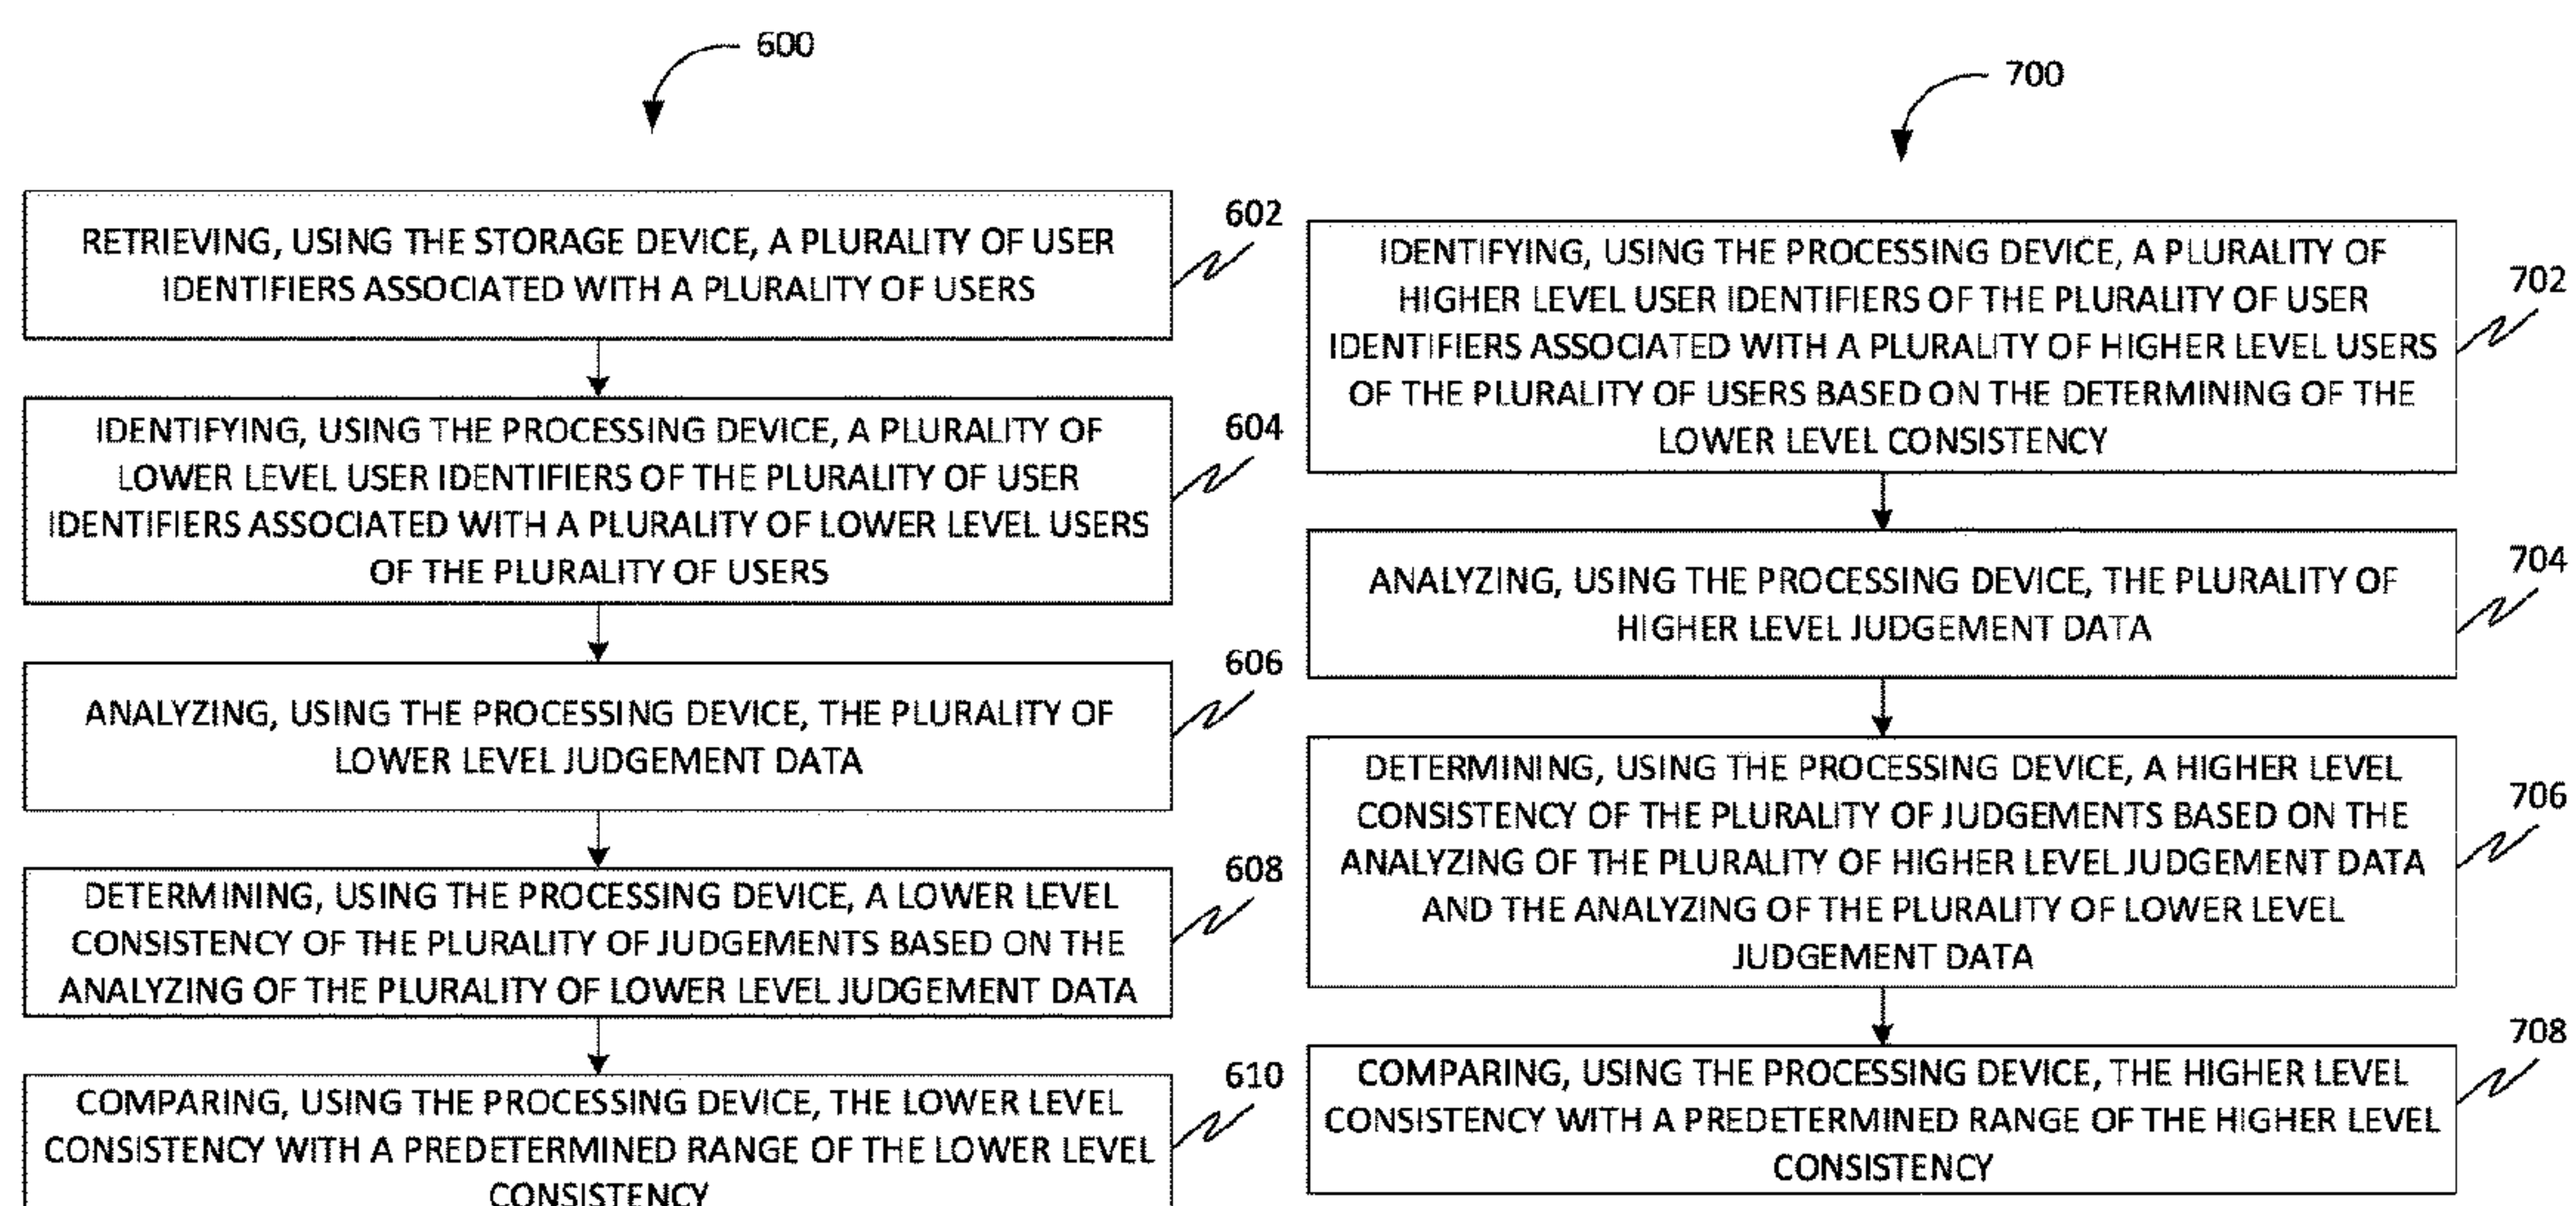 600
RETRIEVING, USING THE STORAGE DEVICE, A PLURALITY OF USER
IDENTIFIERS ASSOCIATED WITH A PLURALITY OF USERS
602
IDENTIFYING, USING THE PROCESSING DEVICE, A PLURALITY OF
LOWER LEVEL USER IDENTIFIERS OF THE PLURALITY OF USER
IDENTIFIERS ASSOCIATED WITH A PLURALITY OF LOWER LEVEL USERS
OF THE PLURALITY OF USERS
604
ANALYZING, USING THE PROCESSING DEVICE, THE PLURALITY OF
LOWER LEVEL JUDGEMENT DATA
606
DETERMINING, USING THE PROCESSING DEVICE, A LOWER LEVEL
CONSISTENCY OF THE PLURALITY OF JUDGEMENTS BASED ON THE
ANALYZING OF THE PLURALITY OF LOWER LEVEL JUDGEMENT DATA
608
COMPARING, USING THE PROCESSING DEVICE, THE LOWER LEVEL
CONSISTENCY WITH A PREDETERMINED RANGE OF THE LOWER LEVEL
CONSISTENCY
610
700
IDENTIFYING, USING THE PROCESSING DEVICE, A PLURALITY OF
HIGHER LEVEL USER IDENTIFIERS OF THE PLURALITY OF USER
IDENTIFIERS ASSOCIATED WITH A PLURALITY OF HIGHER LEVEL USERS
OF THE PLURALITY OF USERS BASED ON THE DETERMINING OF THE
LOWER LEVEL CONSISTENCY
702
ANALYZING, USING THE PROCESSING DEVICE, THE PLURALITY OF
HIGHER LEVEL JUDGEMENT DATA
704
DETERMINING, USING THE PROCESSING DEVICE, A HIGHER LEVEL
CONSISTENCY OF THE PLURALITY OF JUDGEMENTS BASED ON THE
ANALYZING OF THE PLURALITY OF HIGHER LEVEL JUDGEMENT DATA
AND THE ANALYZING OF THE PLURALITY OF LOWER LEVEL
JUDGEMENT DATA
706
COMPARING, USING THE PROCESSING DEVICE, THE HIGHER LEVEL
CONSISTENCY WITH A PREDETERMINED RANGE OF THE HIGHER LEVEL
CONSISTENCY
708